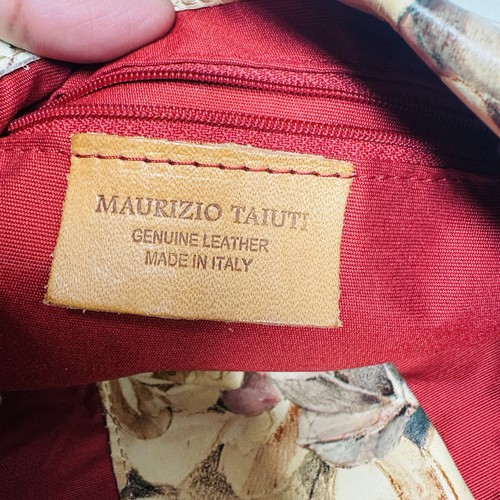 MAURIZIO TAIUTI
GENUINE LEATHER
MADE IN ITALY